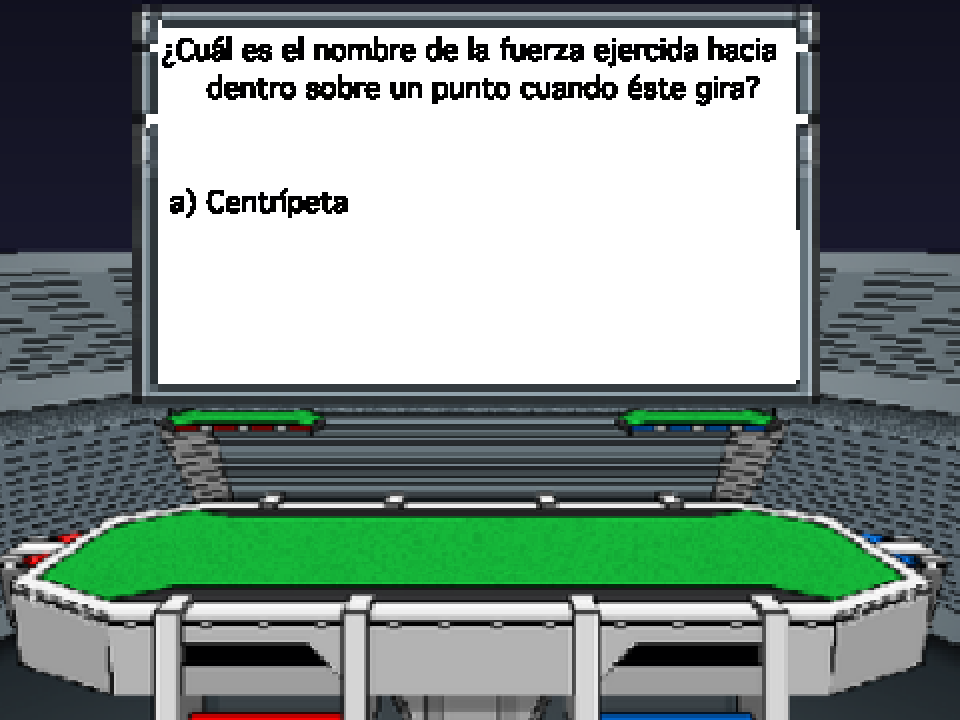 ¿Cuál es el nombre de la fuerza ejercida hacia
dentro sobre un punto cuando éste gira?
a) Centrípeta